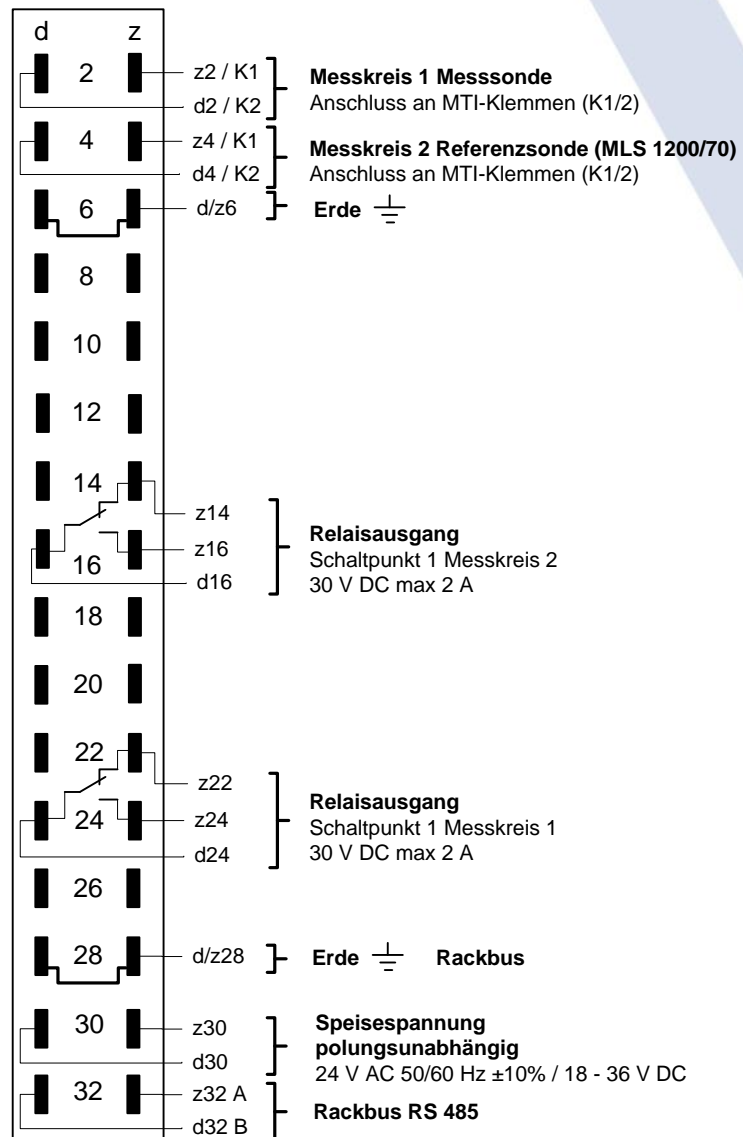 d z
2 z2 / K1
d2 / K2
Messkreis 1 Messsonde
Anschluss an MTI-Klemmen (K1/2)
4 z4 / K1
d4 / K2
Messkreis 2 Referenzsonde (MLS 1200/70)
Anschluss an MTI-Klemmen (K1/2)
6 d/z6 Erde
8
10
12
14
z14
z16
16
d16
Relaisausgang
Schaltpunkt 1 Messkreis 2
30 V DC max 2 A
18
20
22
z22
24 z24
d24
Relaisausgang
Schaltpunkt 1 Messkreis 1
30 V DC max 2 A
26
28 d/z28 Erde Rackbus
30 z30
d30
Speisespannung
polungsunabhängig
24 V AC 50/60 Hz ±10% / 18 - 36 V DC
32 z32 A
d32 B
Rackbus RS 485